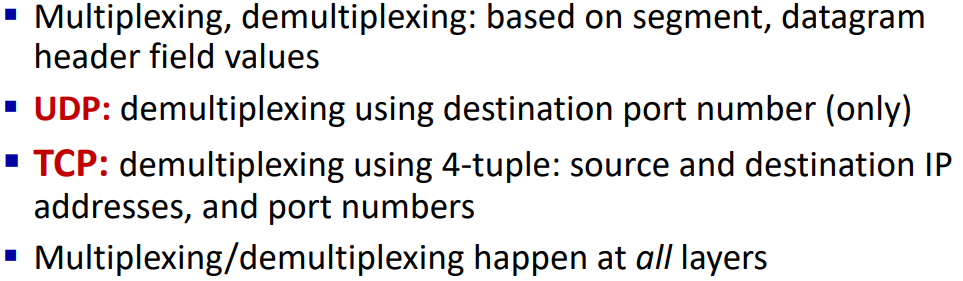 ▪ Multiplexing, demultiplexing: based on segment, datagram
header field values
▪ UDP: demultiplexing using destination port number (only)
▪ TCP: demultiplexing using 4-tuple: source and destination IP
addresses, and port numbers
▪ Multiplexing/demultiplexing happen at all layers